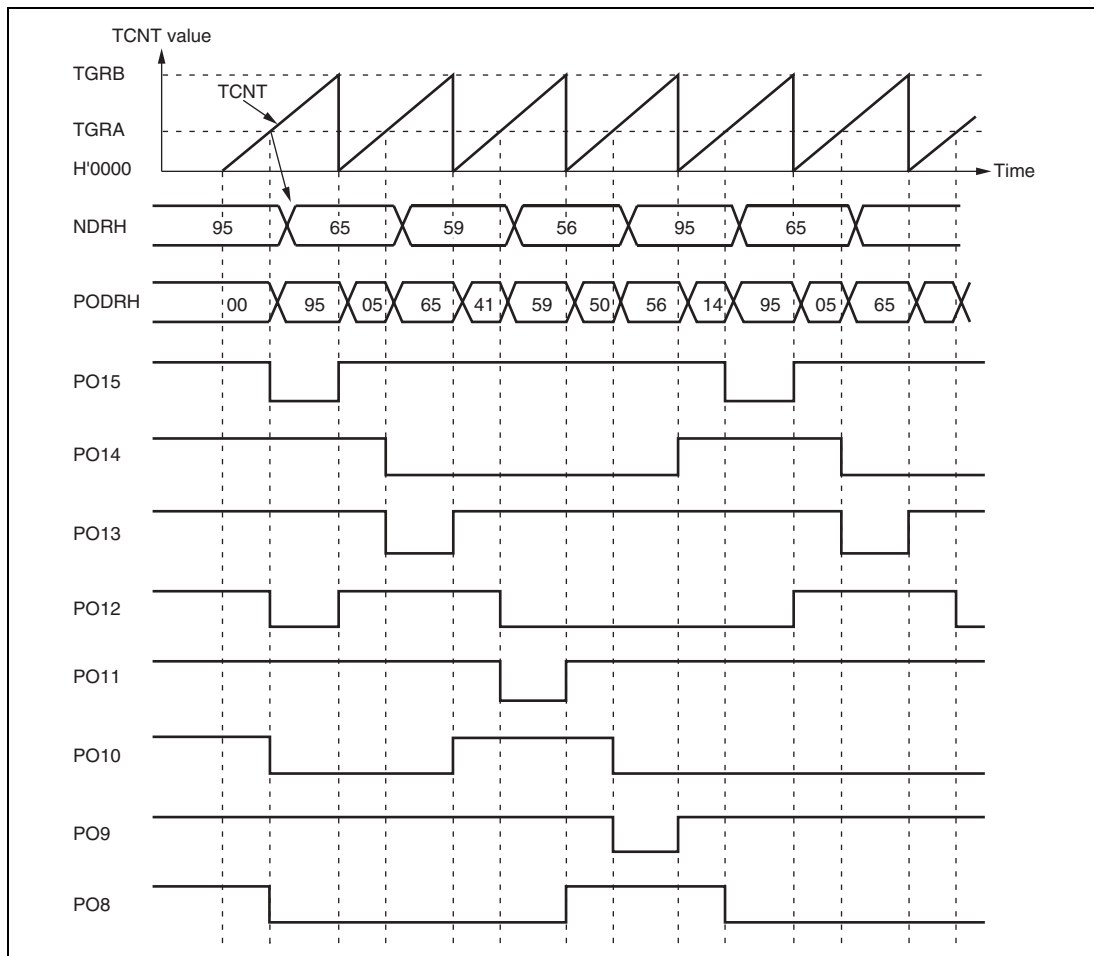 TCNT value
TGRB
TCNT
TGRA
H'0000
Time
NDRH 95 65 59 56 95 65
PODRH 00 95 05 65 41 59 50 56 14 95 05 65
PO15
PO14
PO13
PO12
PO11
PO10
PO9
PO8